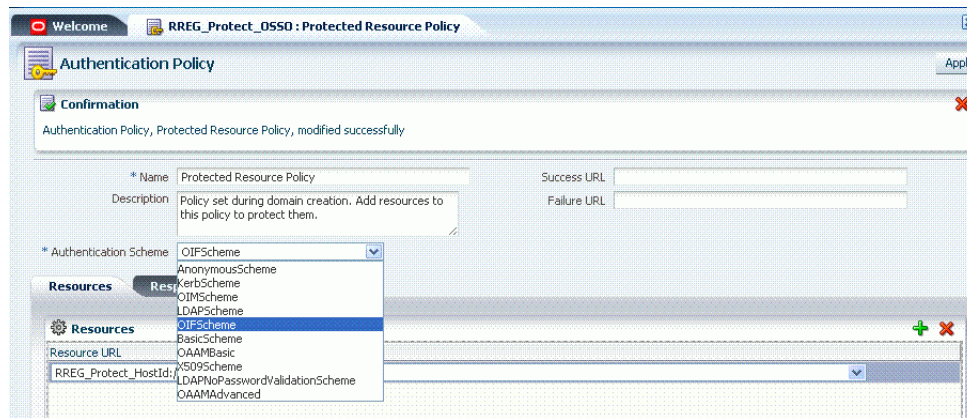 Welcome
RREG_Protect_OSSO : Protected Resource Policy
Authentication Policy
Appl
Confirmation
Authentication Policy, Protected Resource Policy, modified successfully
* Name Protected Resource Policy
Success URL
Description Policy set during domain creation. Add resources to
this policy to protect them.
Failure URL
* Authentication Scheme OIFScheme
AnonymousScheme
KerbScheme
OIMScheme
LDAPScheme
OIFScheme
BasicScheme
OAAMBasic
X509Scheme
LDAPNoPasswordValidationScheme
OAAMAdvanced
Resources
Resp
Resources
Resource URL
RREG_Protect_HostId:/